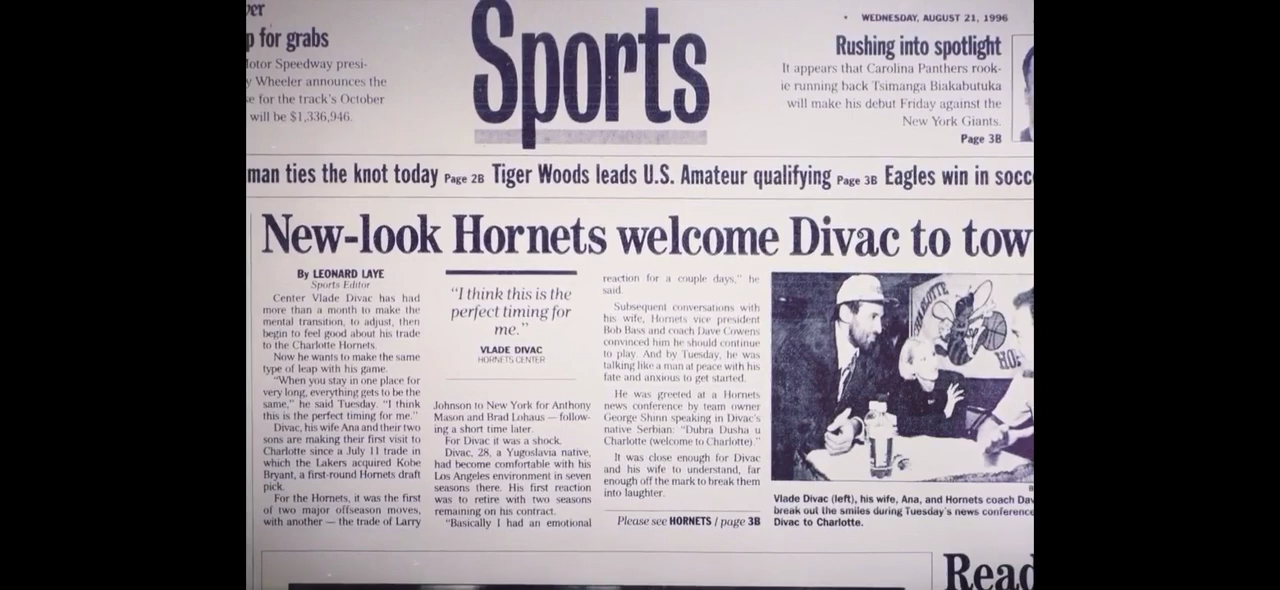 p for grabs
Motor Speedway presi-
Wheeler announces the
for the track's October
will be $1,336,946.
Sports
WEDNESDAY, AUGUST 21, 1996
Rushing into spotlight
It appears that Carolina Panthers rook-
ie running back Tsimanga Biakabutuka
will make his debut Friday against the
New York Giants.
Page 3B
man ties the knot today Page 2B Tiger Woods leads U.S. Amateur qualifying Page 3B Eagles win in socc
New-look Hornets welcome Divac to tow
By LEONARD LAYE
Sports Editor
Center Vlade Divac has had
more than a month to make the
mental transition, to adjust, then
begin to feel good about his trade
to the Charlotte Hornets.
Now he wants to make the same
type of leap with his game.
"When you stay in one place for
very long, everything gets to be the
same," he said Tuesday. "I think
this is the perfect timing for me."
Divac, his wife Ana and their two
sons are making their first visit to
Charlotte since a July 11 trade in
which the Lakers acquired Kobe
Bryant, a first-round Hornets draft
pick.
For the Hornets, it was the first
of two major offseason moves,
with another — the trade of Larry
"I think this is the
perfect timing for
me."
VLADE DIVAC
HORNETS CENTER
Johnson to New York for Anthony
Mason and Brad Lohaus — follow-
ing a short time later.
For Divac it was a shock.
Divac, 28, a Yugoslavia native,
had become comfortable with his
Los Angeles environment in seven
seasons there. His first reaction
was to retire with two seasons
remaining on his contract.
"Basically I had an emotional
reaction for a couple days," he
said.
Subsequent conversations with
his wife, Hornets vice president
Bob Bass and coach Dave Cowens
convinced him he should continue
to play. And by Tuesday, he was
talking like a man at peace with his
fate and anxious to get started.
He was greeted at a Hornets
news conference by team owner
George Shinn speaking in Divac's
native Serbian: "Dubra Dusha u
Charlotte (welcome to Charlotte)."
It was close enough for Divac
and his wife to understand, far
enough off the mark to break them
into laughter.
Please see HORNETS / page 3B
CHARLOTTE
HO
Vlade Divac (left), his wife, Ana, and Hornets coach Dav
break out the smiles during Tuesday's news conference
Divac to Charlotte.
Read